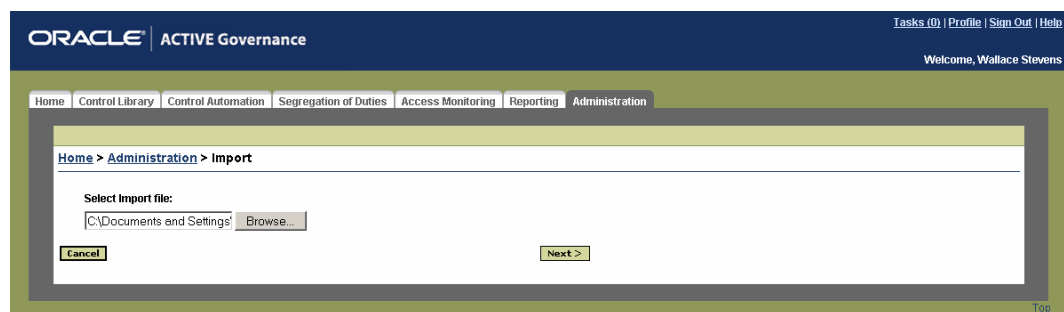 Tasks (0) | Profile | Sign Out | Help
ORACLE® | ACTIVE Governance
Welcome, Wallace Stevens
Home Control Library Control Automation Segregation of Duties Access Monitoring Reporting Administration
Home > Administration > Import
Select Import file:
C:\Documents and Settings\ Browse...
Cancel Next >
Top